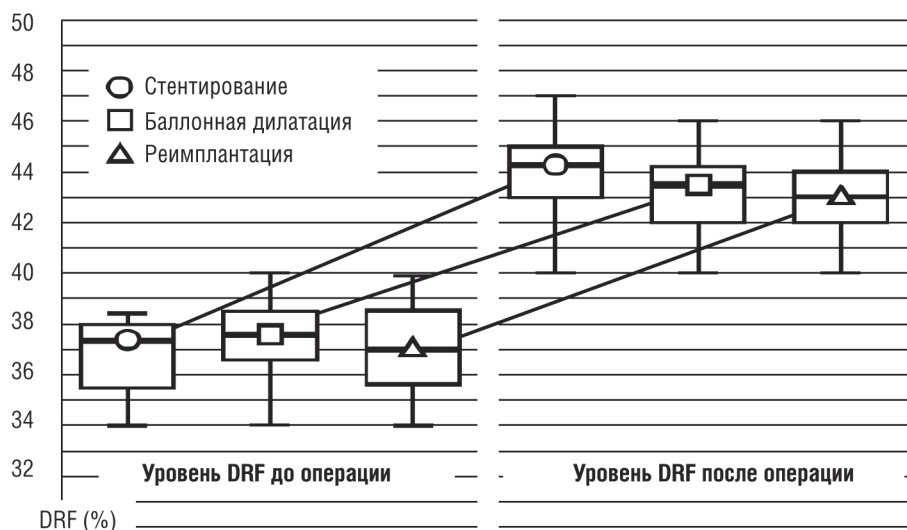 50
48
46
44
42
40
38
36
34
32
Стентирование
Баллонная дилатация
Реимплантация
Уровень DRF до операции
Уровень DRF после операции
DRF (%)